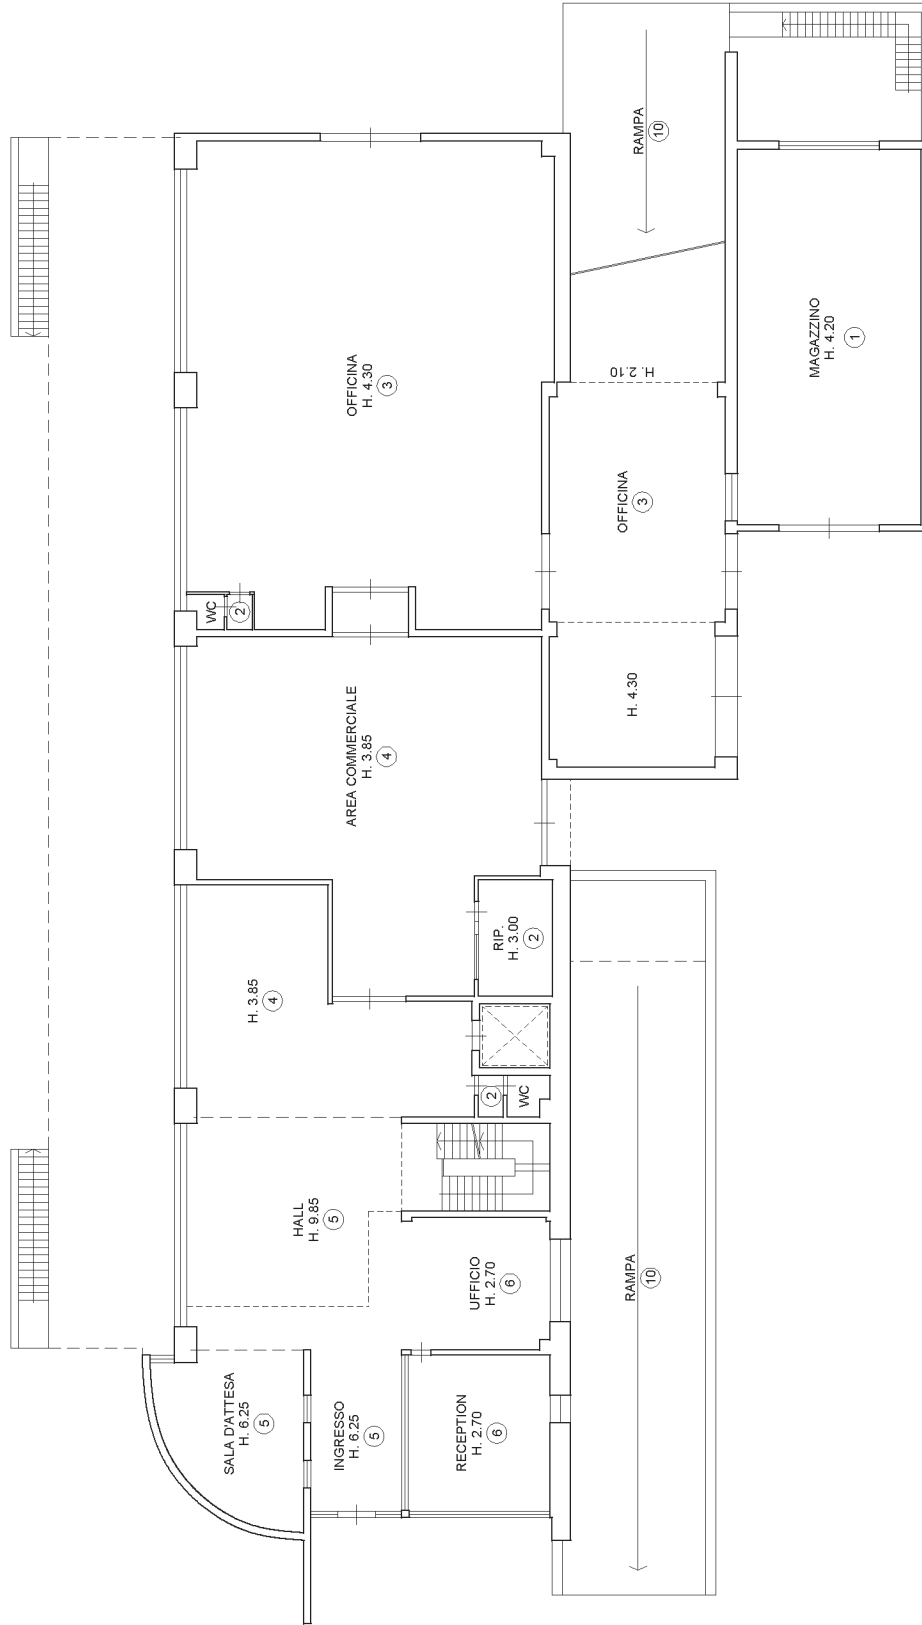 RAMPA
10
MAGAZZINO
H. 4.20
1
OFFICINA
H. 4.30
3
H. 2.10
OFFICINA
3
WC
2
H. 4.30
AREA COMMERCIALE
H. 3.85
4
RIP.
H. 3.00
2
H. 3.85
4
2
WC
HALL
H. 9.85
5
UFFICIO
H. 2.70
6
RAMPA
10
SALA D'ATTESA
H. 6.25
5
INGRESSO
H. 6.25
5
RECEPTION
H. 2.70
6